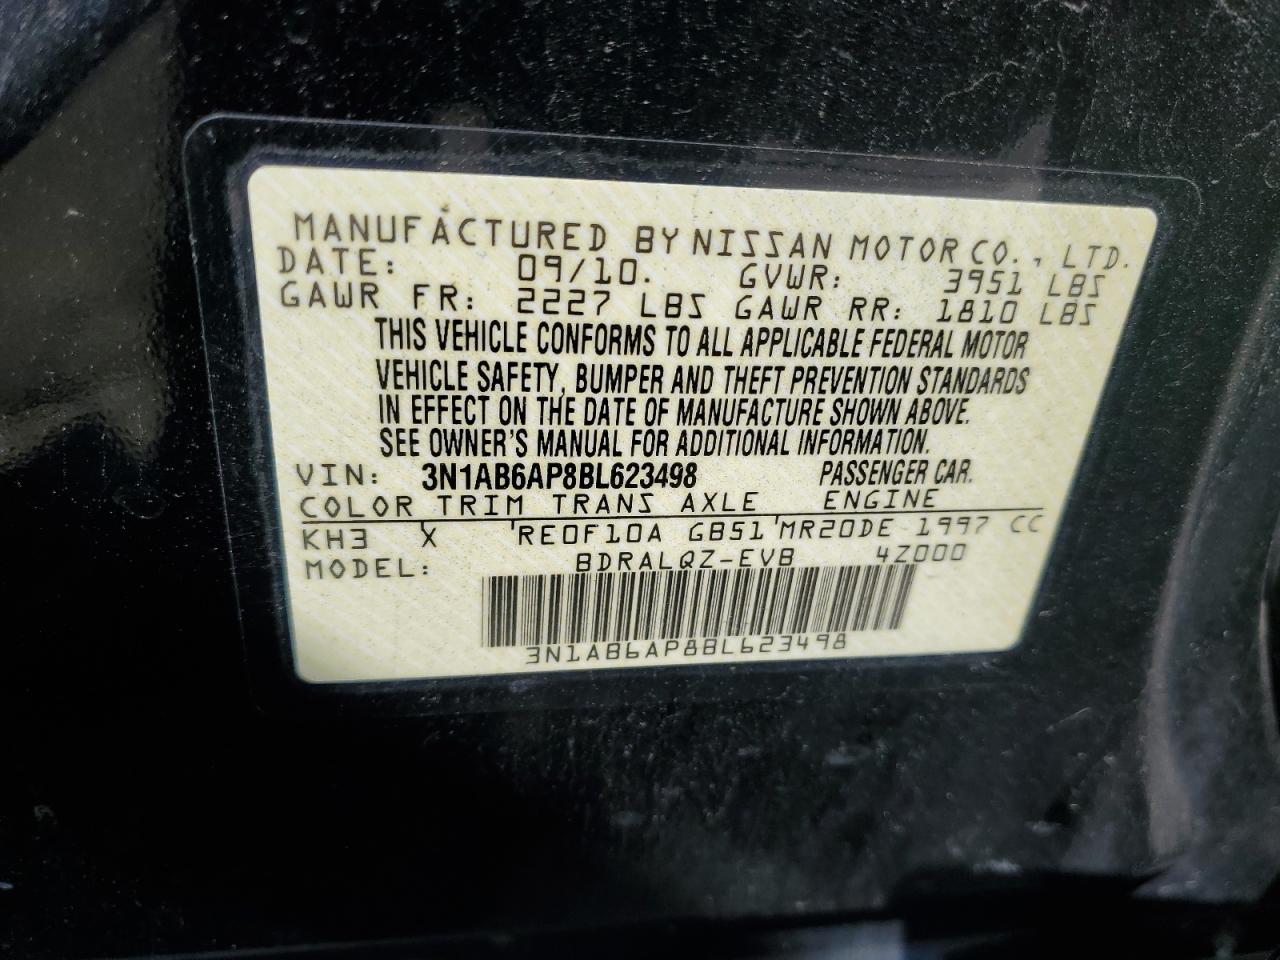 MANUFACTURED BY NISSAN MOTOR CO., LTD.
DATE: 09/10. GVWR: 3951 LBS
GAWR FR: 2227 LBS GAWR RR: 1810 LBS
THIS VEHICLE CONFORMS TO ALL APPLICABLE FEDERAL MOTOR
VEHICLE SAFETY, BUMPER AND THEFT PREVENTION STANDARDS
IN EFFECT ON THE DATE OF MANUFACTURE SHOWN ABOVE.
SEE OWNER'S MANUAL FOR ADDITIONAL INFORMATION.
VIN: 3N1AB6AP8BL623498 PASSENGER CAR.
COLOR TRIM TRANS AXLE ENGINE
KH3 X RE0F10A GB51 MR20DE 1997 CC
MODEL: BDRALQZ-EVB 4Z000
3N1AB6AP8BL623498